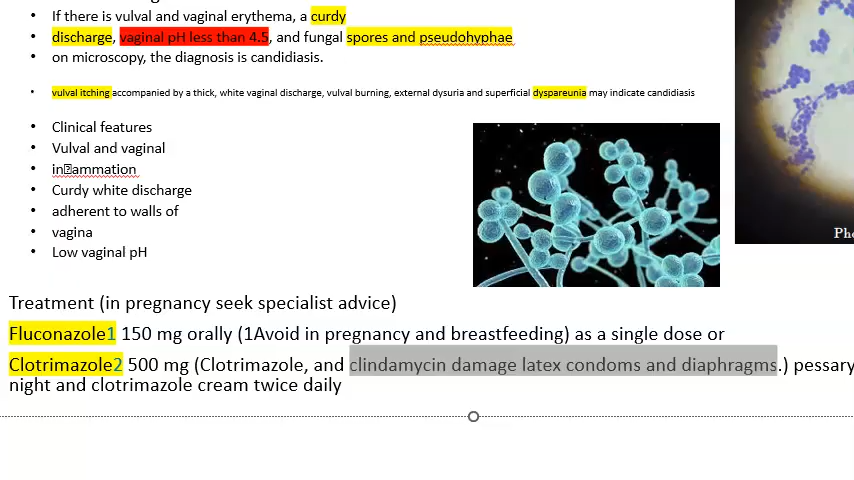 If there is vulval and vaginal erythema, a curdy
discharge, vaginal pH less than 4.5, and fungal spores and pseudohyphae
on microscopy, the diagnosis is candidiasis.
vulval itching accompanied by a thick, white vaginal discharge, vulval burning, external dysuria and superficial dyspareunia may indicate candidiasis
Clinical features
Vulval and vaginal
in⍰ammation
Curdy white discharge
adherent to walls of
vagina
Low vaginal pH
Treatment (in pregnancy seek specialist advice)
Fluconazole1 150 mg orally (1Avoid in pregnancy and breastfeeding) as a single dose or
Clotrimazole2 500 mg (Clotrimazole, and clindamycin damage latex condoms and diaphragms.) pessary
night and clotrimazole cream twice daily